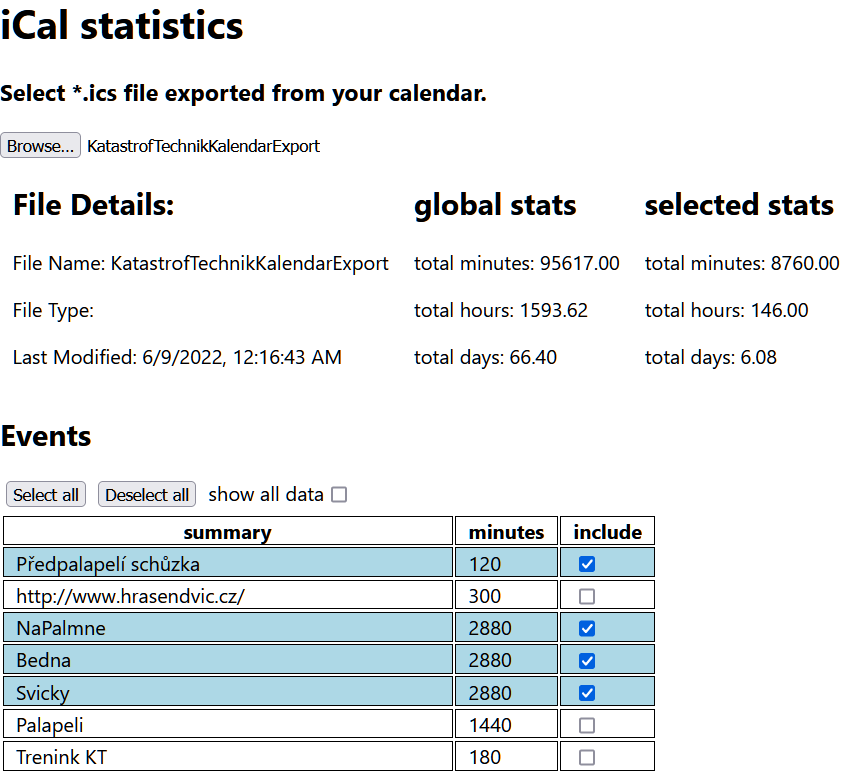 iCal statistics
Select *.ics file exported from your calendar.
Browse... KatastrofTechnikKalendarExport
File Details: global stats selected stats
File Name: KatastrofTechnikKalendarExport total minutes: 95617.00 total minutes: 8760.00
File Type: total hours: 1593.62 total hours: 146.00
Last Modified: 6/9/2022, 12:16:43 AM total days: 66.40 total days: 6.08
Events
Select all Deselect all show all data
summary minutes include
Předpalapelí schůzka 120
http://www.hrasendvic.cz/ 300
NaPalmne 2880
Bedna 2880
Svicky 2880
Palapeli 1440
Trenink KT 180